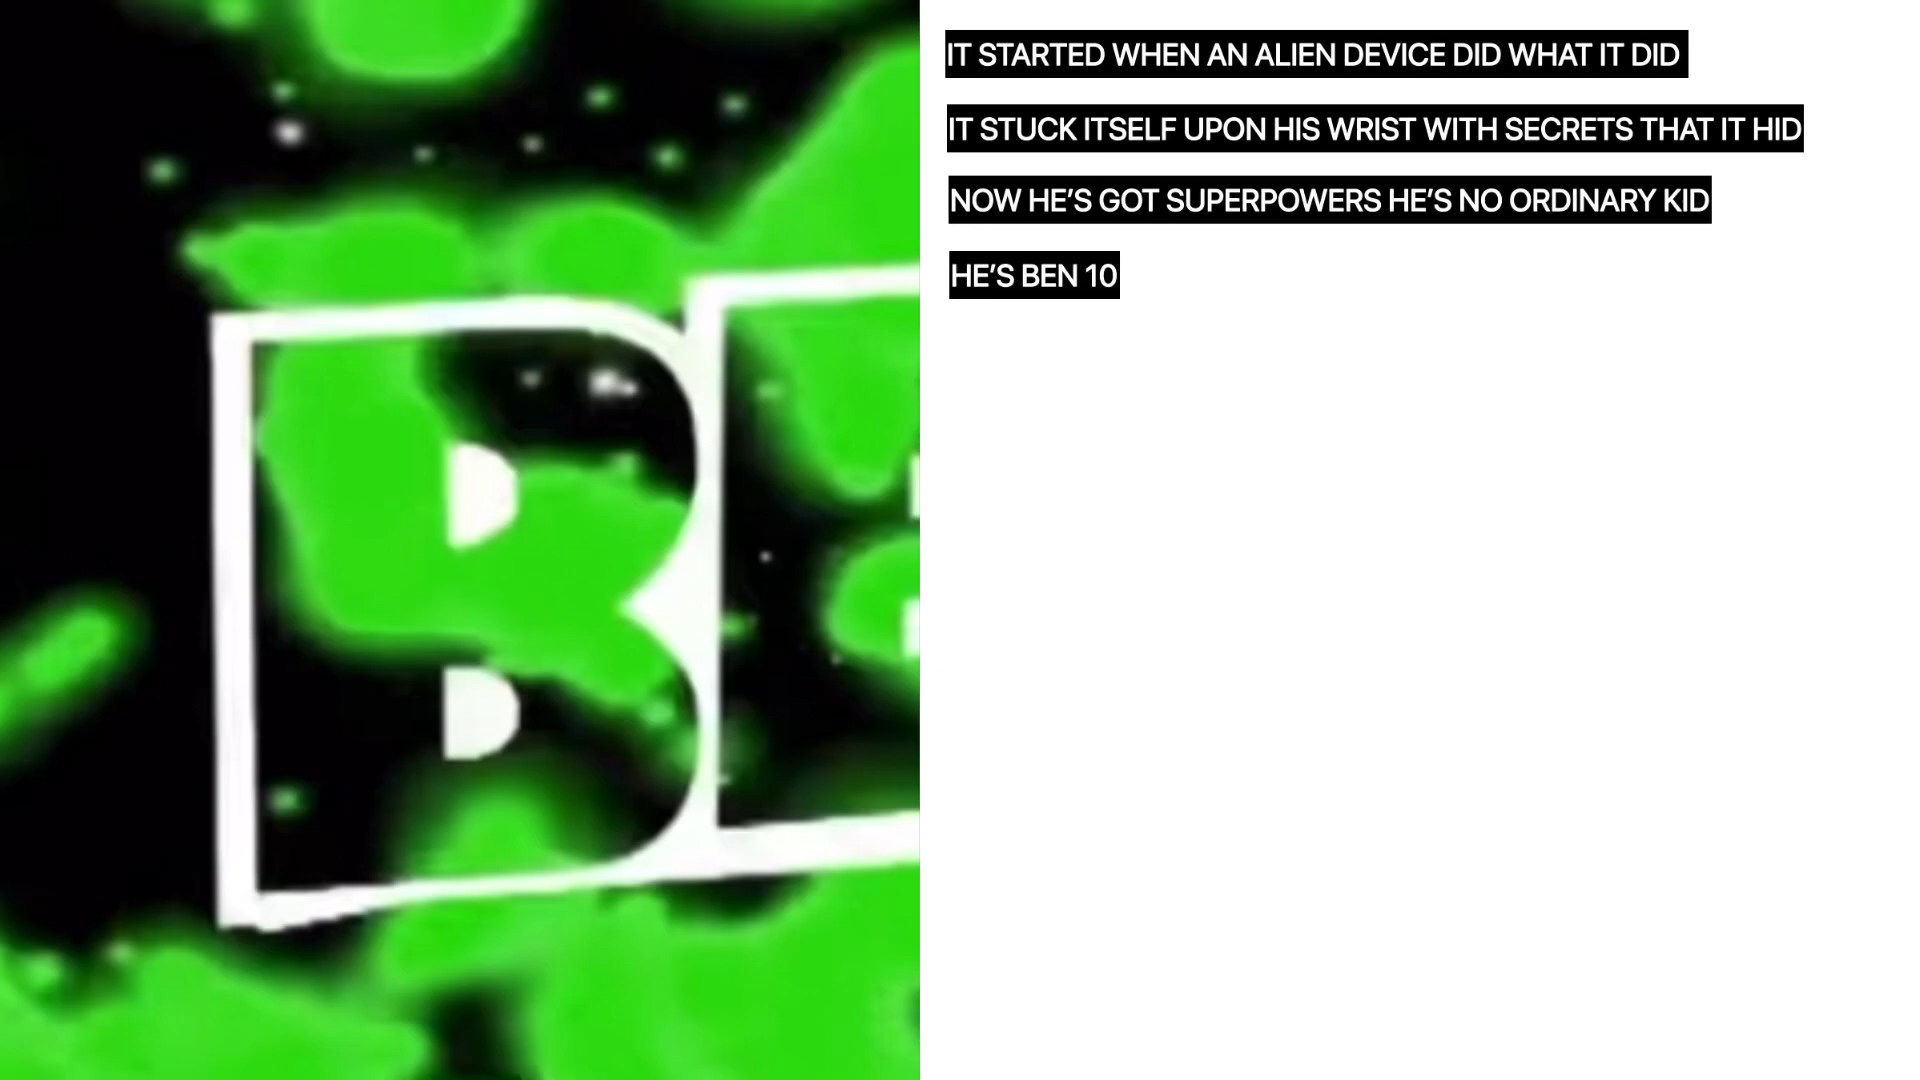 B
IT STARTED WHEN AN ALIEN DEVICE DID WHAT IT DID
IT STUCK ITSELF UPON HIS WRIST WITH SECRETS THAT IT HID
NOW HE’S GOT SUPERPOWERS HE’S NO ORDINARY KID
HE’S BEN 10